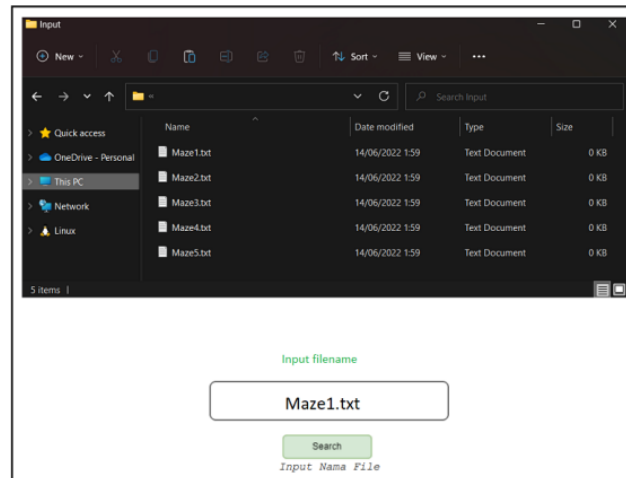 Input
New
Sort
View
Search Input
Name Date modified Type Size
Quick access
OneDrive - Personal
This PC
Network
Linux
Maze1.txt 14/06/2022 1:59 Text Document 0 KB
Maze2.txt 14/06/2022 1:59 Text Document 0 KB
Maze3.txt 14/06/2022 1:59 Text Document 0 KB
Maze4.txt 14/06/2022 1:59 Text Document 0 KB
Maze5.txt 14/06/2022 1:59 Text Document 0 KB
5 items
Input filename
Maze1.txt
Search
Input Nama File